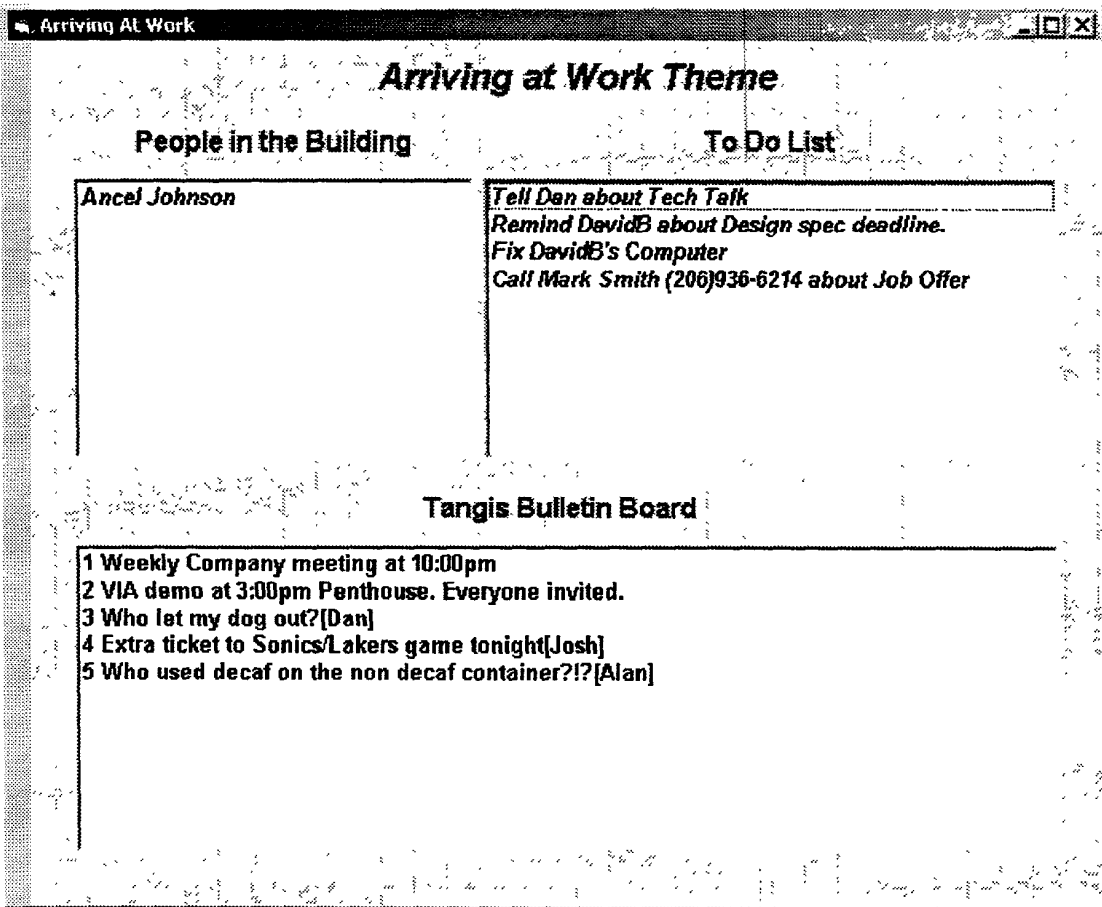 Arriving At Work
Arriving at Work Theme
People in the Building
Ancel Johnson
To Do List
Tell Dan about Tech Talk
Remind DavidB about Design spec deadline.
Fix DavidB's Computer
Call Mark Smith (206)936-6214 about Job Offer
Tangis Bulletin Board
1 Weekly Company meeting at 10:00pm
2 VIA demo at 3:00pm Penthouse. Everyone invited.
3 Who let my dog out?[Dan]
4 Extra ticket to Sonics/Lakers game tonight[Josh]
5 Who used decaf on the non decaf container?!?[Alan]